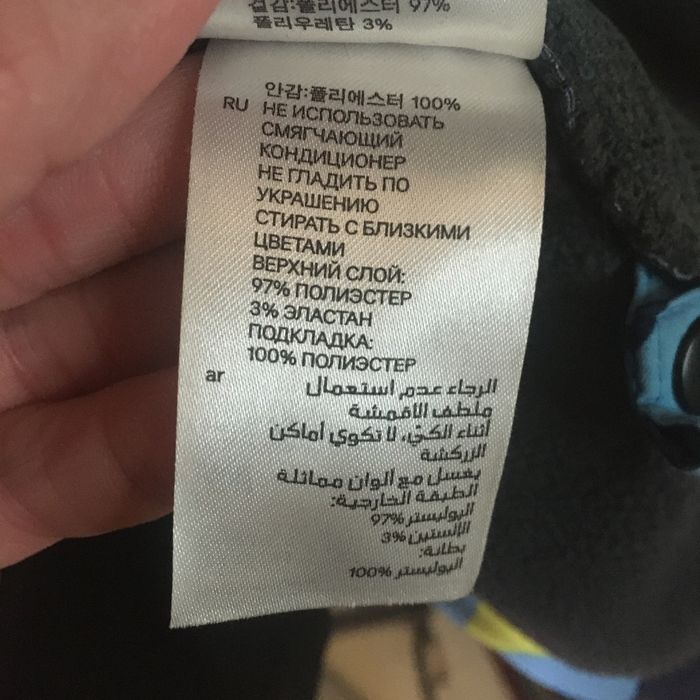 겉감:폴리에스터 97%
폴리우레탄 3%
안감:폴리에스터 100%
RU НЕ ИСПОЛЬЗОВАТЬ
СМЯГЧАЮЩИЙ
КОНДИЦИОНЕР
НЕ ГЛАДИТЬ ПО
УКРАШЕНИЮ
СТИРАТЬ С БЛИЗКИМИ
ЦВЕТАМИ
ВЕРХНИЙ СЛОЙ:
97% ПОЛИЭСТЕР
3% ЭЛАСТАН
ПОДКЛАДКА:
100% ПОЛИЭСТЕР
ar الرجاء عدم استعمال
ملطف الأقمشة
أثناء الكيّ، لا تكوي أماكن
الزركشة
يغسل مع ألوان مماثلة
الطبقة الخارجية:
97% البوليستر
3% الإلستين
بطانة:
100% البوليستر